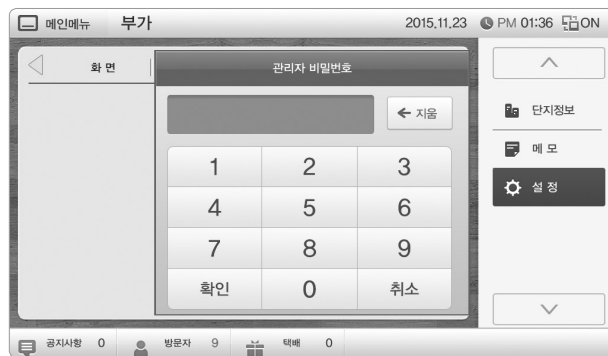 메인메뉴 부가 2015.11.23 PM 01:36 ON
화 면
관리자 비밀번호
지움
1 2 3
4 5 6
7 8 9
확인 0 취소
단지정보
메 모
설 정
공지사항 0 방문자 9 택배 0